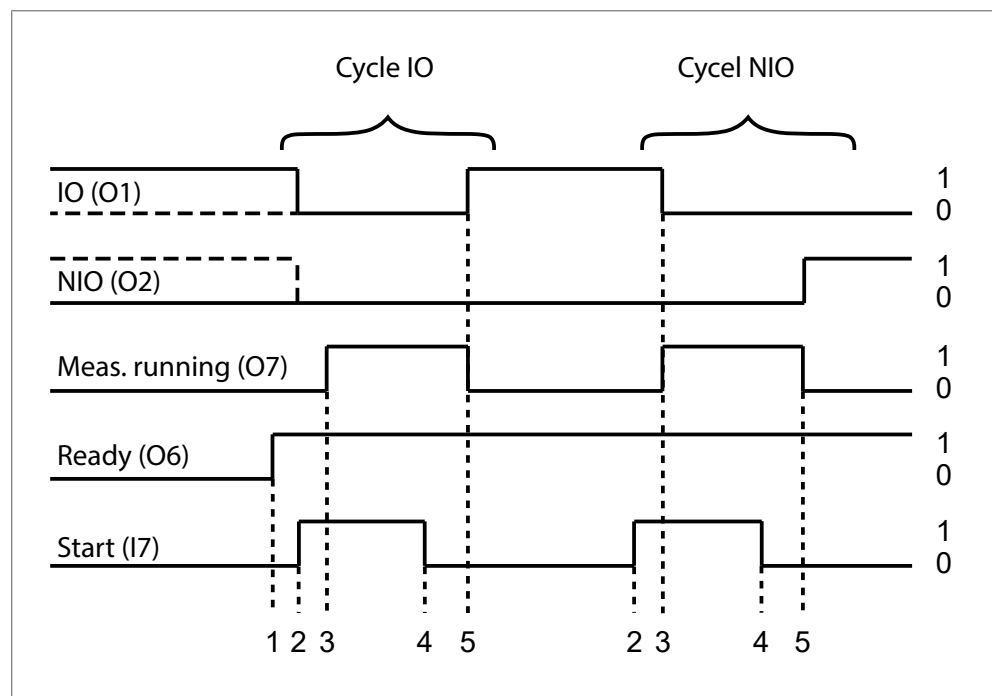 Cycle IO Cycel NIO
IO (O1) 1
0
NIO (O2) 1
0
Meas. running (O7) 1
0
Ready (O6) 1
0
Start (I7) 1
0
1 2 3 4 5 2 3 4 5